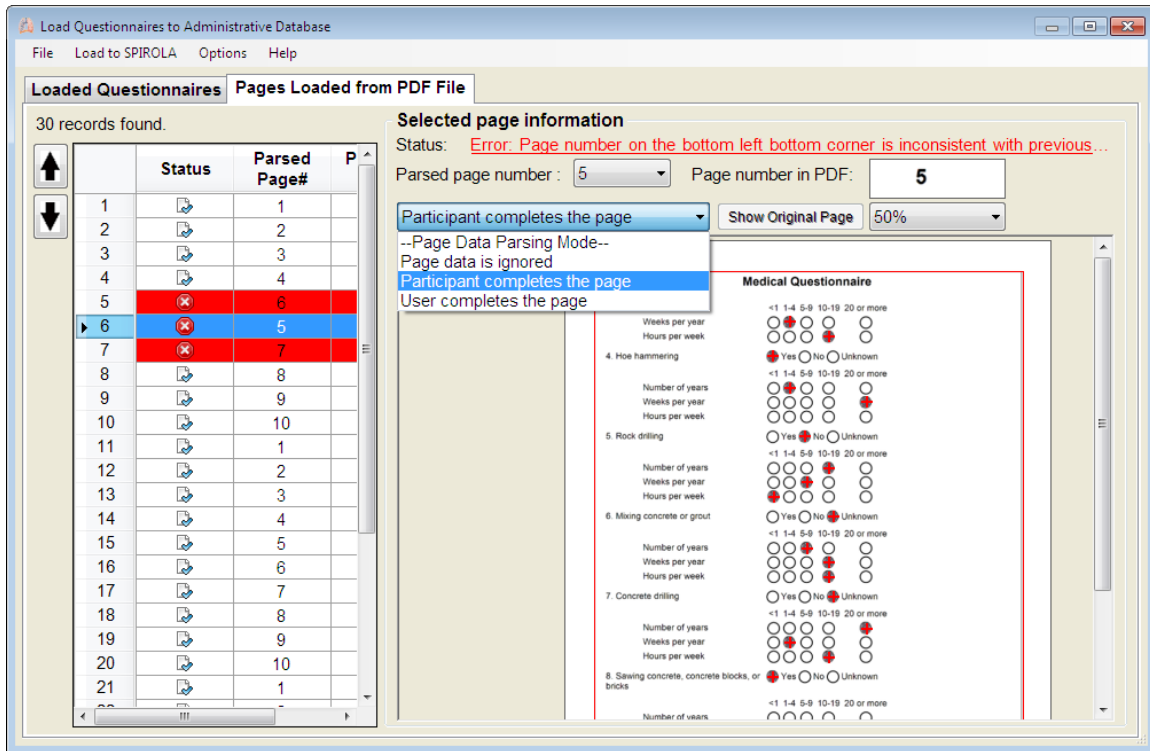 Load Questionnaires to Administrative Database
File Load to SPIROLA Options Help
Loaded Questionnaires Pages Loaded from PDF File
30 records found.
Status Parsed Page# P
1 1
2 2
3 3
4 4
5 6
6 5
7 7
8 8
9 9
10 10
11 1
12 2
13 3
14 4
15 5
16 6
17 7
18 8
19 9
20 10
21 1
Selected page information
Status: Error: Page number on the bottom left bottom corner is inconsistent with previous...
Parsed page number : 5 Page number in PDF: 5
Participant completes the page Show Original Page 50%
--Page Data Parsing Mode--
Page data is ignored
Participant completes the page
User completes the page
Medical Questionnaire
<1 1-4 5-9 10-19 20 or more
Weeks per year
Hours per week
4. Hoe hammering Yes No Unknown
<1 1-4 5-9 10-19 20 or more
Number of years
Weeks per year
Hours per week
5. Rock drilling Yes No Unknown
<1 1-4 5-9 10-19 20 or more
Number of years
Weeks per year
Hours per week
6. Mixing concrete or grout Yes No Unknown
<1 1-4 5-9 10-19 20 or more
Number of years
Weeks per year
Hours per week
7. Concrete drilling Yes No Unknown
<1 1-4 5-9 10-19 20 or more
Number of years
Weeks per year
Hours per week
8. Sawing concrete, concrete blocks, or Yes No Unknown
bricks
<1 1-4 5-9 10-19 20 or more
Number of years